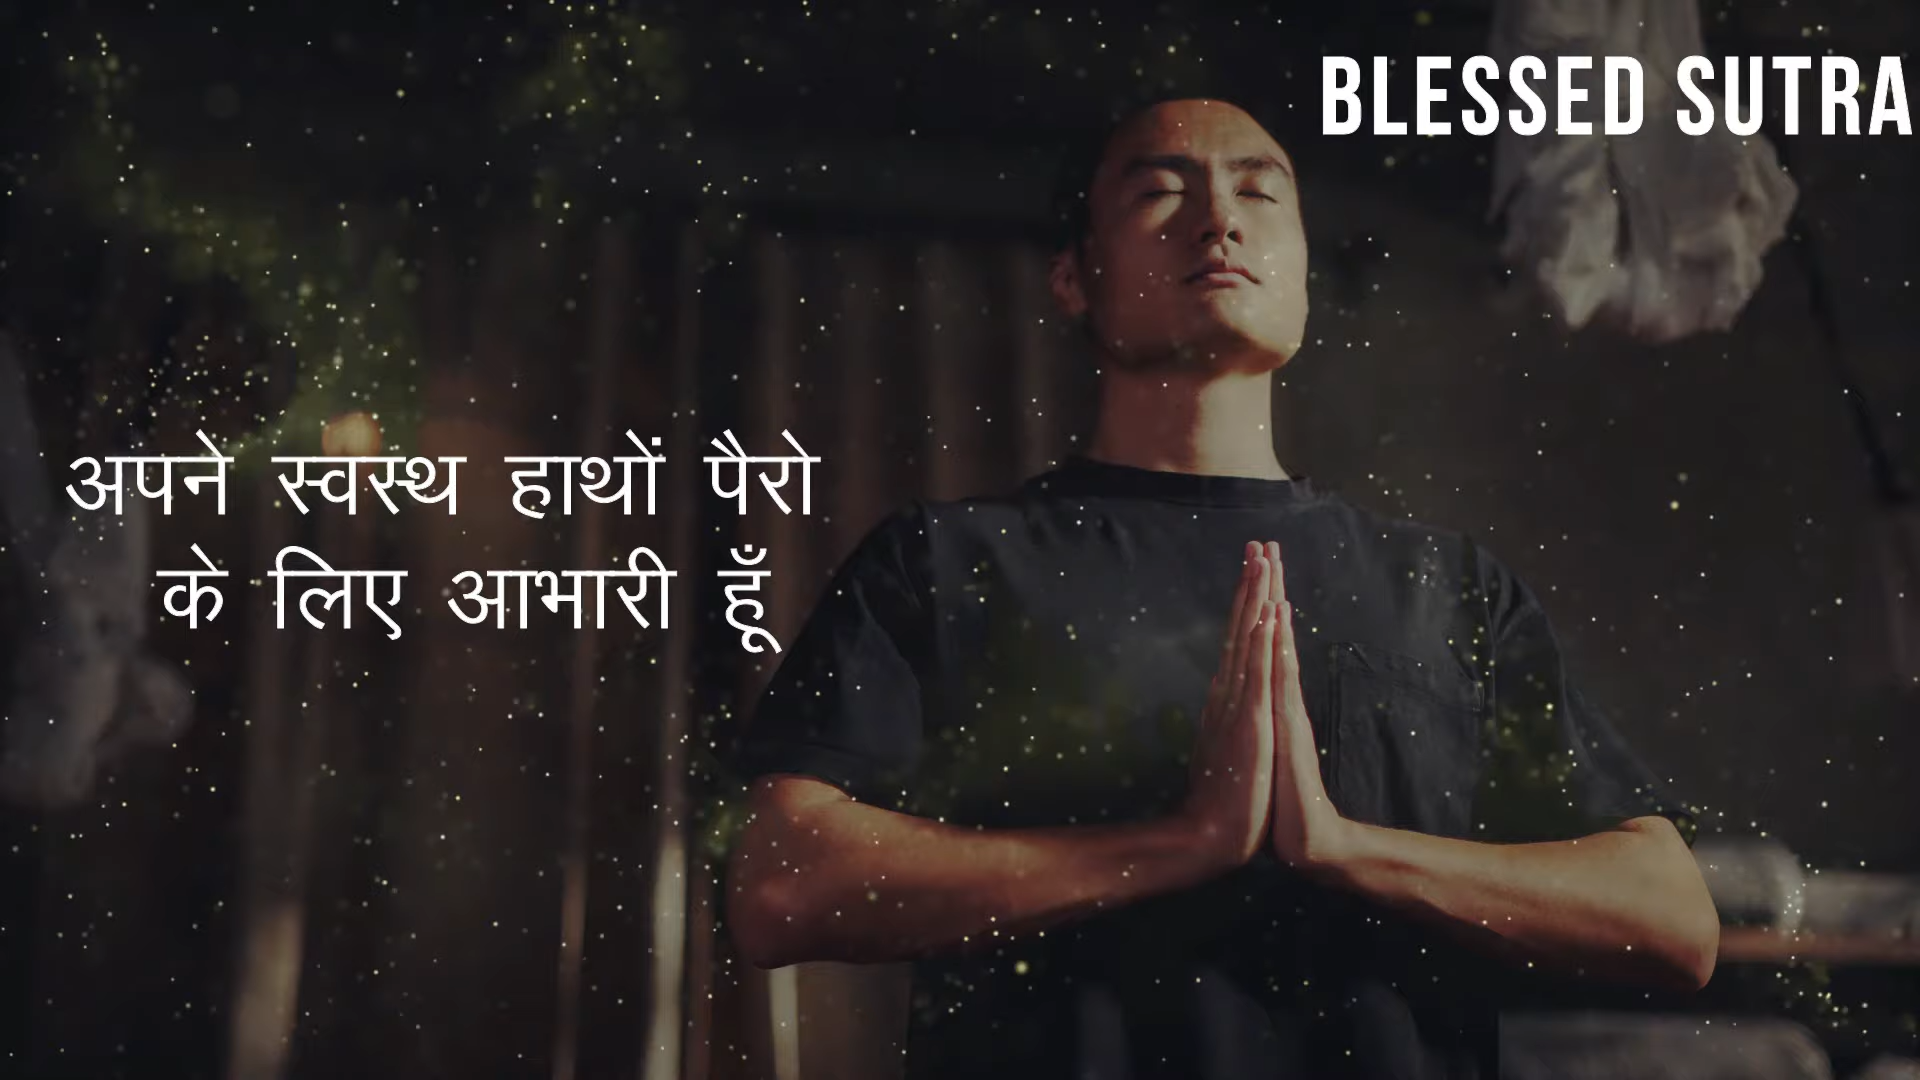 BLESSED SUTRA
अपने स्वस्थ हाथों पैरो
के लिए आभारी हूँ